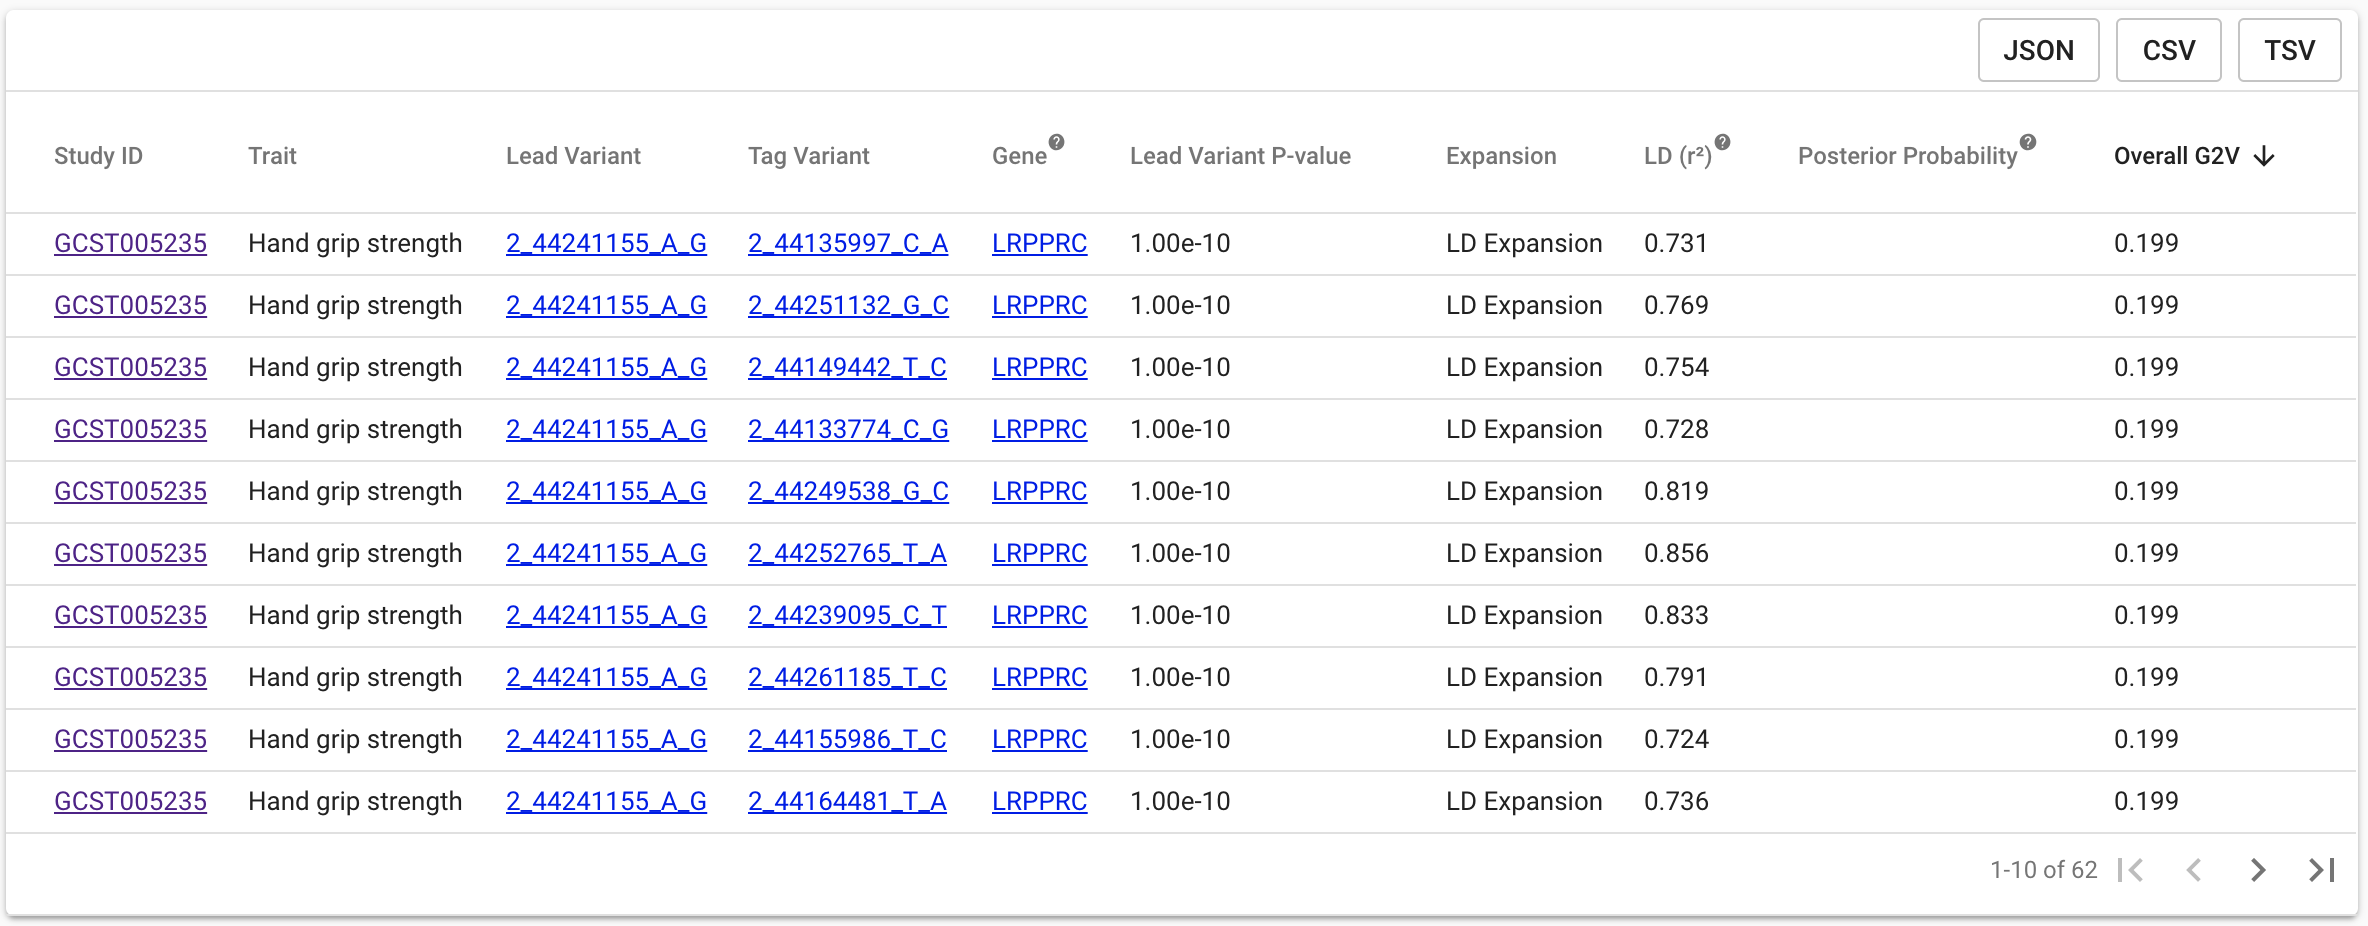 JSON CSV TSV
Study ID Trait Lead Variant Tag Variant Gene? Lead Variant P-value Expansion LD (r²)? Posterior Probability? Overall G2V ↓
GCST005235 Hand grip strength 2_44241155_A_G 2_44135997_C_A LRPPRC 1.00e-10 LD Expansion 0.731 0.199
GCST005235 Hand grip strength 2_44241155_A_G 2_44251132_G_C LRPPRC 1.00e-10 LD Expansion 0.769 0.199
GCST005235 Hand grip strength 2_44241155_A_G 2_44149442_T_C LRPPRC 1.00e-10 LD Expansion 0.754 0.199
GCST005235 Hand grip strength 2_44241155_A_G 2_44133774_C_G LRPPRC 1.00e-10 LD Expansion 0.728 0.199
GCST005235 Hand grip strength 2_44241155_A_G 2_44249538_G_C LRPPRC 1.00e-10 LD Expansion 0.819 0.199
GCST005235 Hand grip strength 2_44241155_A_G 2_44252765_T_A LRPPRC 1.00e-10 LD Expansion 0.856 0.199
GCST005235 Hand grip strength 2_44241155_A_G 2_44239095_C_T LRPPRC 1.00e-10 LD Expansion 0.833 0.199
GCST005235 Hand grip strength 2_44241155_A_G 2_44261185_T_C LRPPRC 1.00e-10 LD Expansion 0.791 0.199
GCST005235 Hand grip strength 2_44241155_A_G 2_44155986_T_C LRPPRC 1.00e-10 LD Expansion 0.724 0.199
GCST005235 Hand grip strength 2_44241155_A_G 2_44164481_T_A LRPPRC 1.00e-10 LD Expansion 0.736 0.199
1-10 of 62